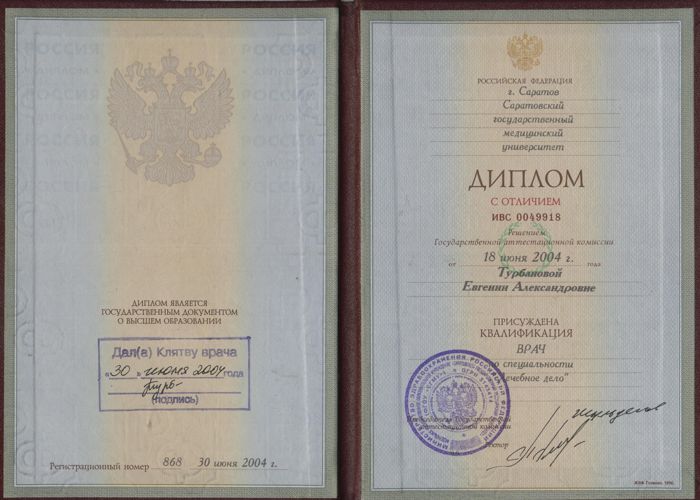 ДИПЛОМ ЯВЛЯЕТСЯ
ГОСУДАРСТВЕННЫМ ДОКУМЕНТОМ
О ВЫСШЕМ ОБРАЗОВАНИИ
Дал(а) Клятву врача
«30» июня 2004 года
(подпись)
Регистрационный номер 868 30 июня 2004 г.
РОССИЙСКАЯ ФЕДЕРАЦИЯ
г. Саратов
Саратовский
государственный
медицинский
университет
ДИПЛОМ
С ОТЛИЧИЕМ
ИВС 0049918
Решением
Государственной аттестационной комиссии
от 18 июня 2004 г. года
Турбановой
Евгении Александровне
ПРИСУЖДЕНА
КВАЛИФИКАЦИЯ
ВРАЧ
по специальности
"Лечебное дело"